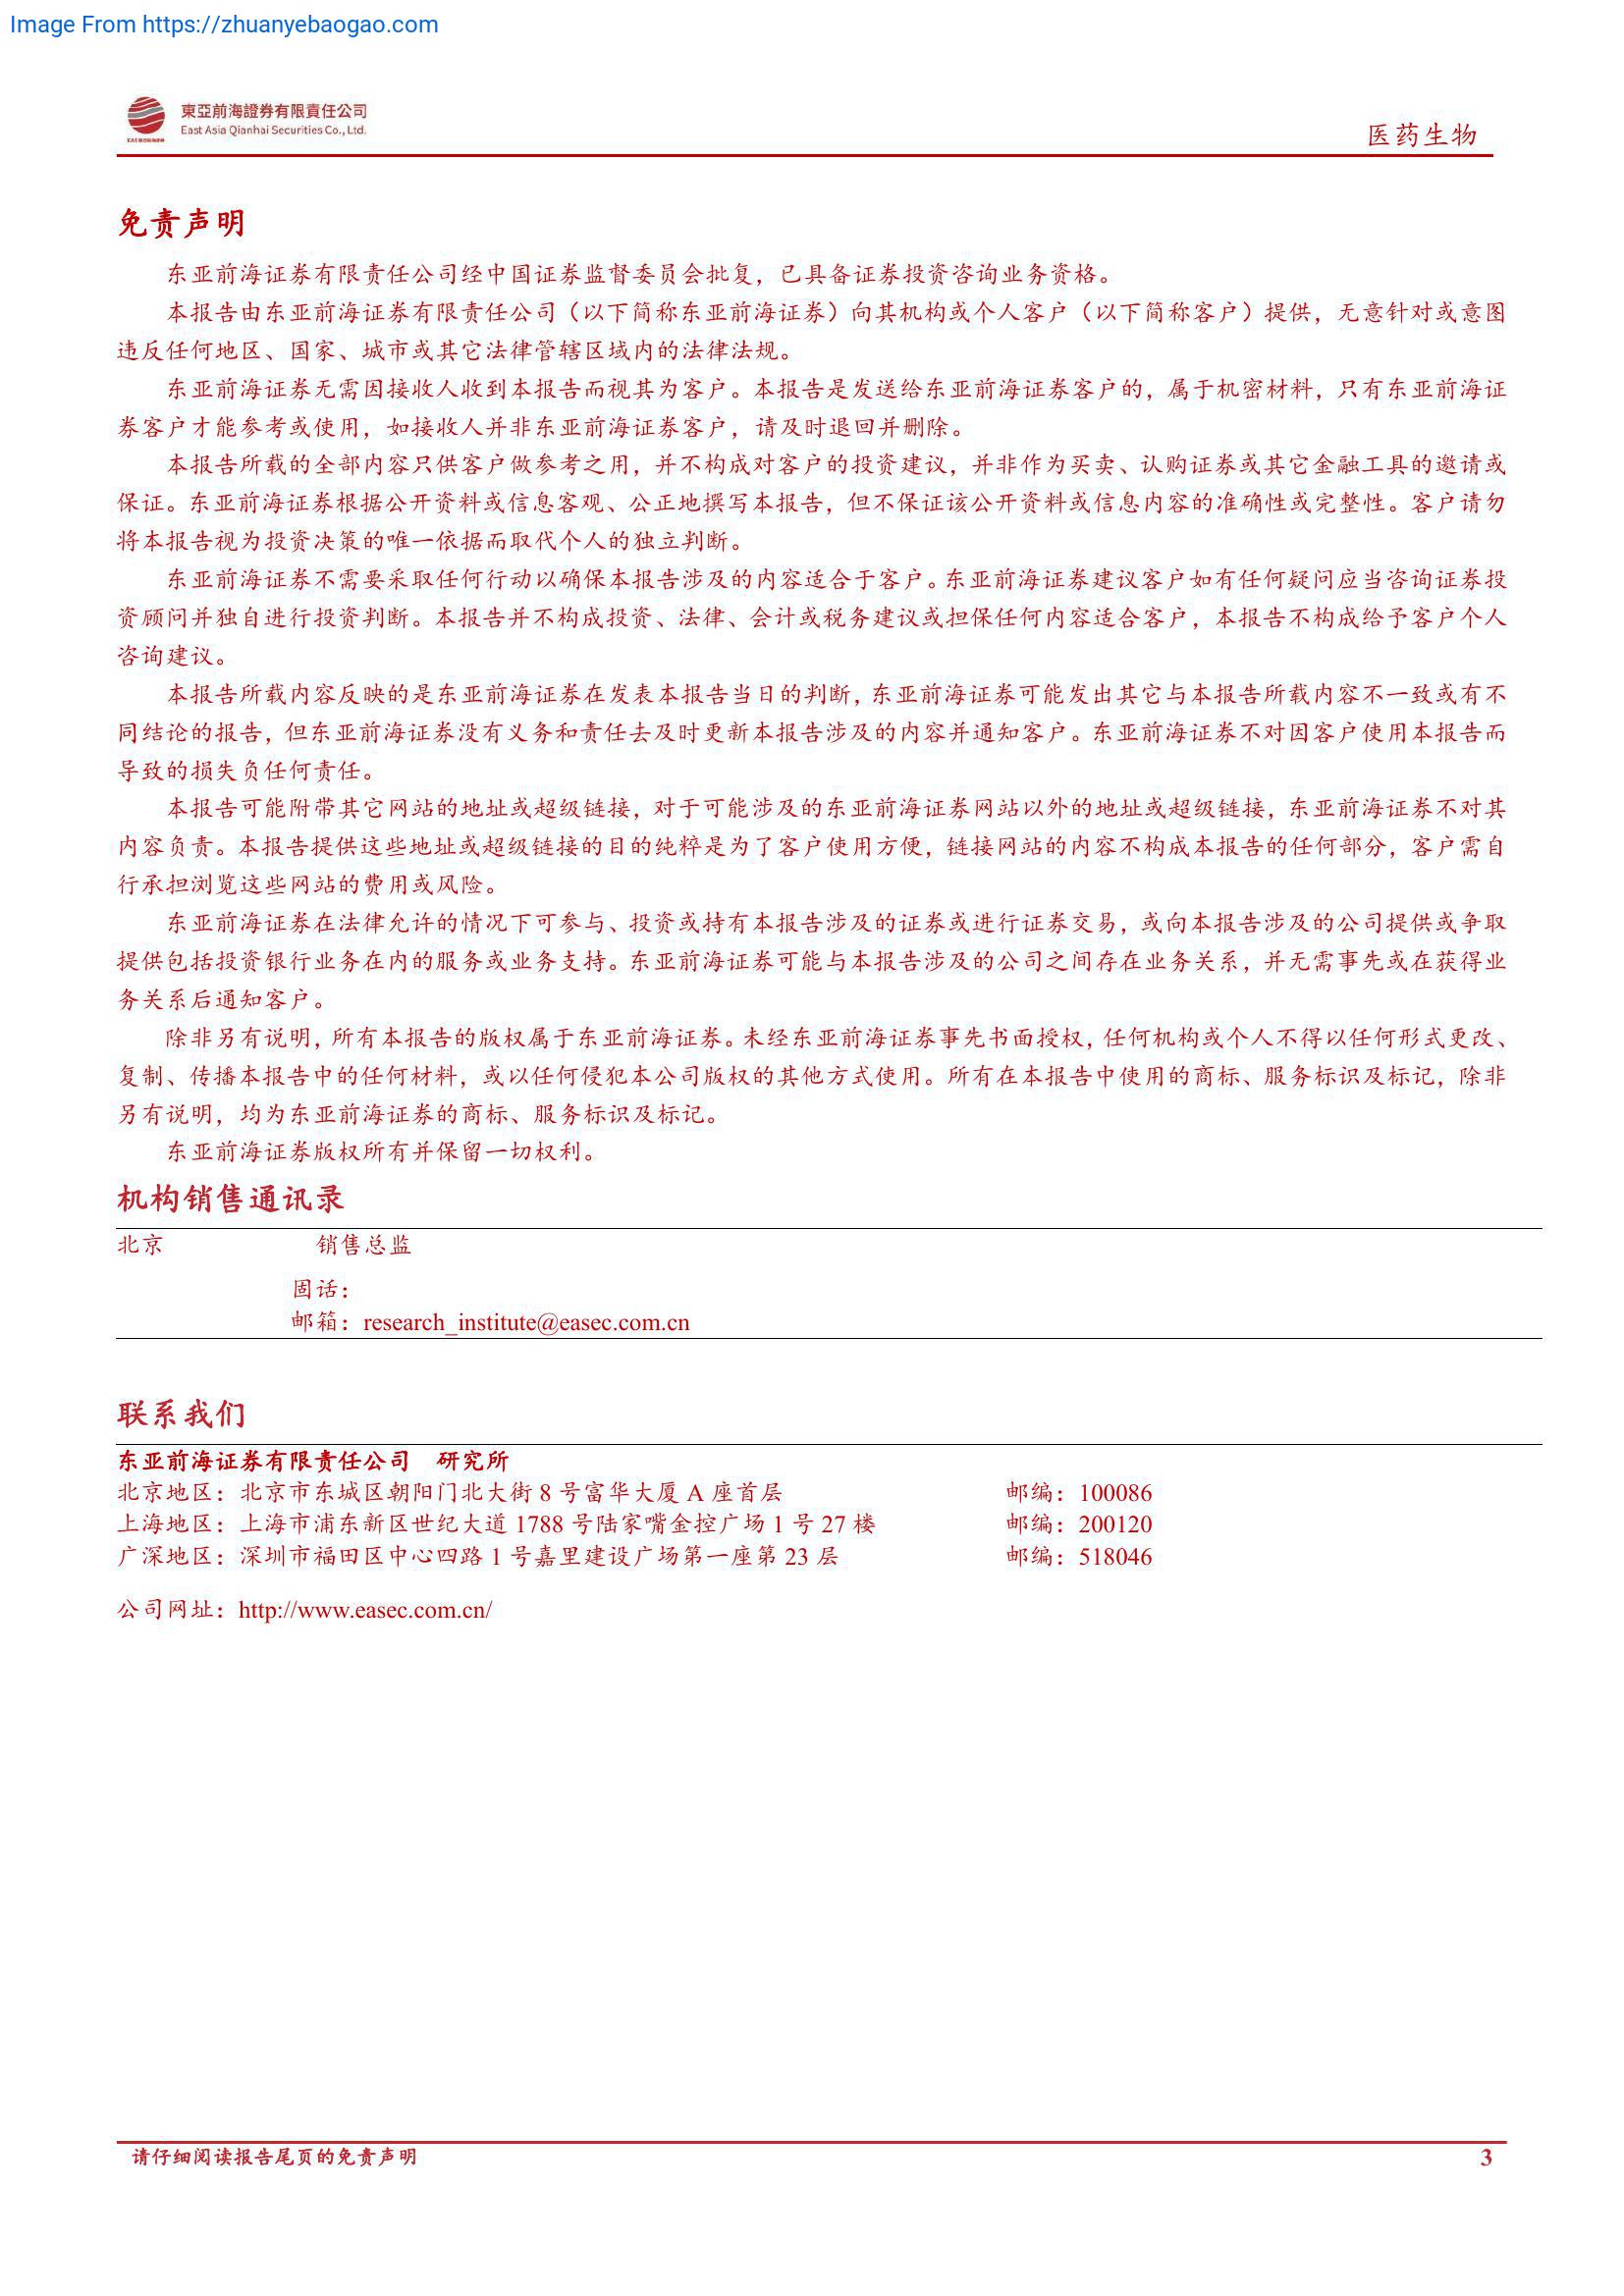 Image From https://zhuanyebaogao.com
東亞前海證券有限責任公司
East Asia Qianhai Securities Co., Ltd.
医药生物
免责声明
东亚前海证券有限责任公司经中国证券监督委员会批复，已具备证券投资咨询业务资格。
本报告由东亚前海证券有限责任公司（以下简称东亚前海证券）向其机构或个人客户（以下简称客户）提供，无意针对或意图
违反任何地区、国家、城市或其它法律管辖区域内的法律法规。
东亚前海证券无需因接收人收到本报告而视其为客户。本报告是发送给东亚前海证券客户的，属于机密材料，只有东亚前海证
券客户才能参考或使用，如接收人并非东亚前海证券客户，请及时退回并删除。
本报告所载的全部内容只供客户做参考之用，并不构成对客户的投资建议，并非作为买卖、认购证券或其它金融工具的邀请或
保证。东亚前海证券根据公开资料或信息客观、公正地撰写本报告，但不保证该公开资料或信息内容的准确性或完整性。客户请勿
将本报告视为投资决策的唯一依据而取代个人的独立判断。
东亚前海证券不需要采取任何行动以确保本报告涉及的内容适合于客户。东亚前海证券建议客户如有任何疑问应当咨询证券投
资顾问并独自进行投资判断。本报告并不构成投资、法律、会计或税务建议或担保任何内容适合客户，本报告不构成给予客户个人
咨询建议。
本报告所载内容反映的是东亚前海证券在发表本报告当日的判断，东亚前海证券可能发出其它与本报告所载内容不一致或有不
同结论的报告，但东亚前海证券没有义务和责任去及时更新本报告涉及的内容并通知客户。东亚前海证券不对因客户使用本报告而
导致的损失负任何责任。
本报告可能附带其它网站的地址或超级链接，对于可能涉及的东亚前海证券网站以外的地址或超级链接，东亚前海证券不对其
内容负责。本报告提供这些地址或超级链接的目的纯粹是为了客户使用方便，链接网站的内容不构成本报告的任何部分，客户需自
行承担浏览这些网站的费用或风险。
东亚前海证券在法律允许的情况下可参与、投资或持有本报告涉及的证券或进行证券交易，或向本报告涉及的公司提供或争取
提供包括投资银行业务在内的服务或业务支持。东亚前海证券可能与本报告涉及的公司之间存在业务关系，并无需事先或在获得业
务关系后通知客户。
除非另有说明，所有本报告的版权属于东亚前海证券。未经东亚前海证券事先书面授权，任何机构或个人不得以任何形式更改、
复制、传播本报告中的任何材料，或以任何侵犯本公司版权的其他方式使用。所有在本报告中使用的商标、服务标识及标记，除非
另有说明，均为东亚前海证券的商标、服务标识及标记。
东亚前海证券版权所有并保留一切权利。
机构销售通讯录
北京 销售总监
固话：
邮箱：research_institute@easec.com.cn
联系我们
东亚前海证券有限责任公司 研究所
北京地区：北京市东城区朝阳门北大街 8 号富华大厦 A 座首层 邮编：100086
上海地区：上海市浦东新区世纪大道 1788 号陆家嘴金控广场 1 号 27 楼 邮编：200120
广深地区：深圳市福田区中心四路 1 号嘉里建设广场第一座第 23 层 邮编：518046
公司网址：http://www.easec.com.cn/
请仔细阅读报告尾页的免责声明 3